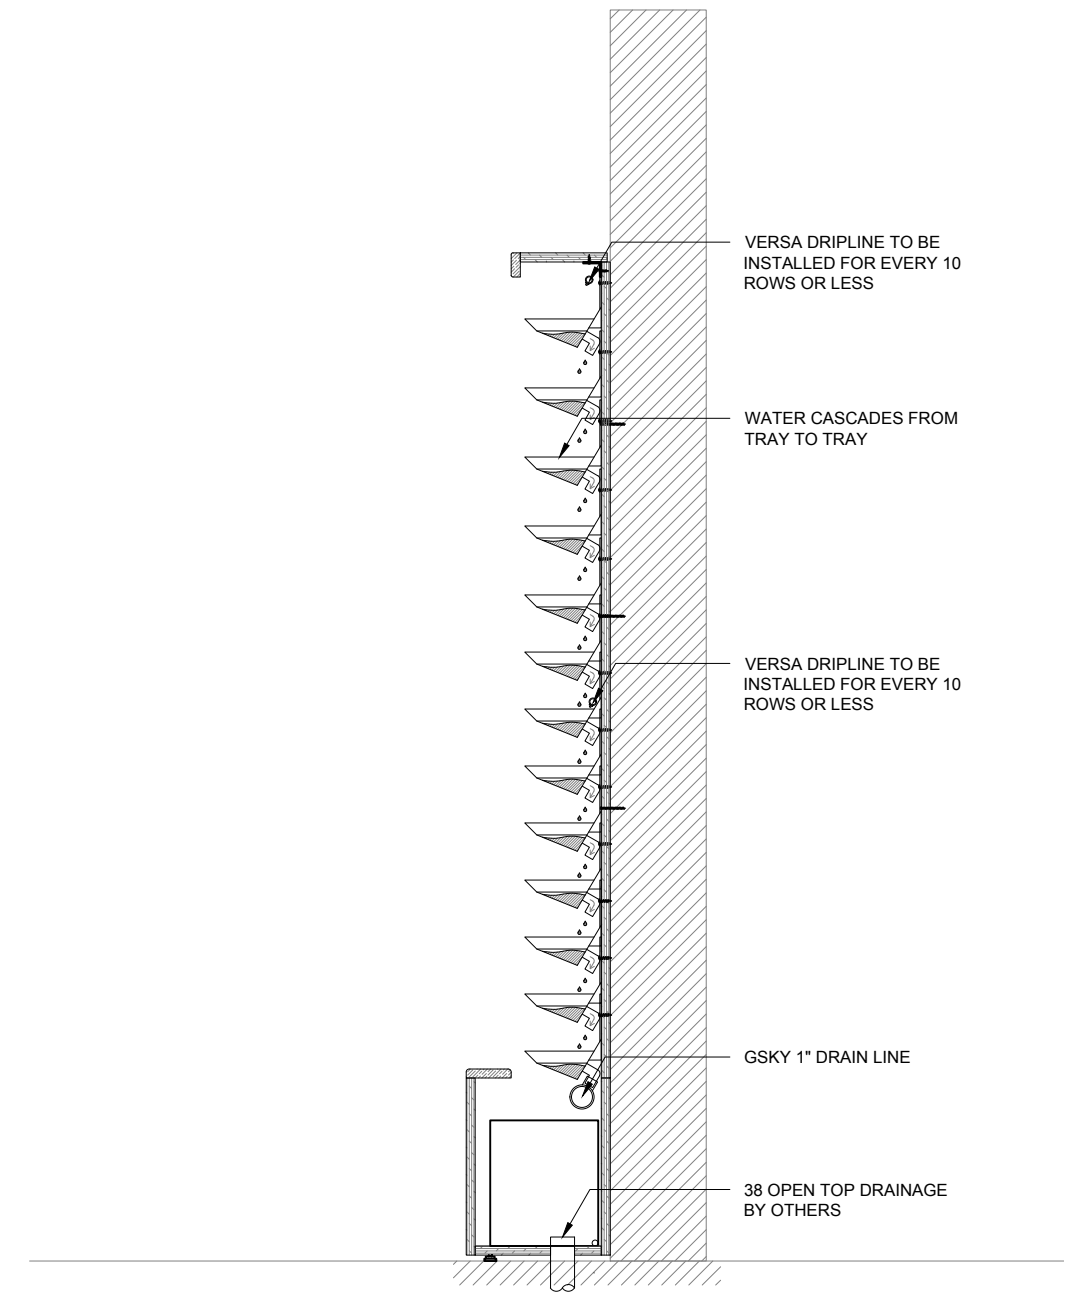 VERSA DRIPLINE TO BE
INSTALLED FOR EVERY 10
ROWS OR LESS
WATER CASCADES FROM
TRAY TO TRAY
VERSA DRIPLINE TO BE
INSTALLED FOR EVERY 10
ROWS OR LESS
GSKY 1" DRAIN LINE
38 OPEN TOP DRAINAGE
BY OTHERS